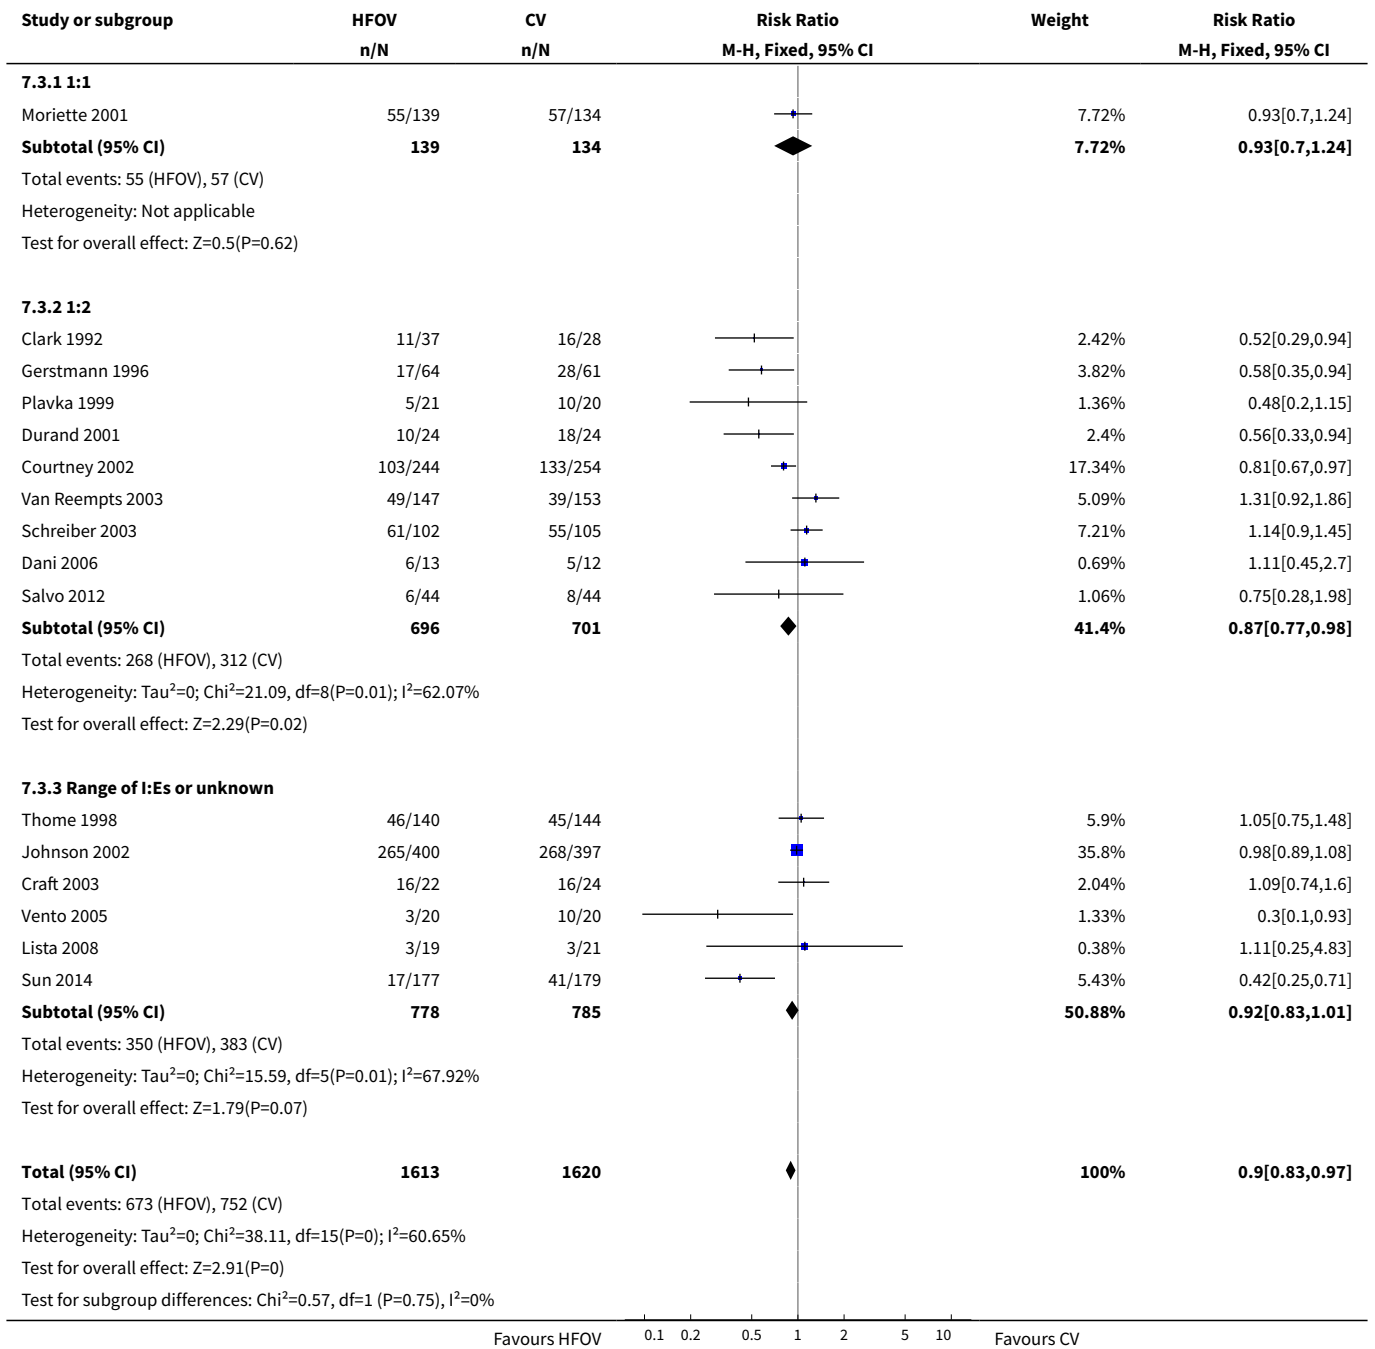 Study or subgroup HFOV CV Risk Ratio Weight Risk Ratio
n/N n/N M-H, Fixed, 95% CI M-H, Fixed, 95% CI
7.3.1 1:1
Moriette 2001 55/139 57/134 7.72% 0.93[0.7,1.24]
Subtotal (95% CI) 139 134 7.72% 0.93[0.7,1.24]
Total events: 55 (HFOV), 57 (CV)
Heterogeneity: Not applicable
Test for overall effect: Z=0.5(P=0.62)
7.3.2 1:2
Clark 1992 11/37 16/28 2.42% 0.52[0.29,0.94]
Gerstmann 1996 17/64 28/61 3.82% 0.58[0.35,0.94]
Plavka 1999 5/21 10/20 1.36% 0.48[0.2,1.15]
Durand 2001 10/24 18/24 2.4% 0.56[0.33,0.94]
Courtney 2002 103/244 133/254 17.34% 0.81[0.67,0.97]
Van Reempts 2003 49/147 39/153 5.09% 1.31[0.92,1.86]
Schreiber 2003 61/102 55/105 7.21% 1.14[0.9,1.45]
Dani 2006 6/13 5/12 0.69% 1.11[0.45,2.7]
Salvo 2012 6/44 8/44 1.06% 0.75[0.28,1.98]
Subtotal (95% CI) 696 701 41.4% 0.87[0.77,0.98]
Total events: 268 (HFOV), 312 (CV)
Heterogeneity: Tau²=0; Chi²=21.09, df=8(P=0.01); I²=62.07%
Test for overall effect: Z=2.29(P=0.02)
7.3.3 Range of I:Es or unknown
Thome 1998 46/140 45/144 5.9% 1.05[0.75,1.48]
Johnson 2002 265/400 268/397 35.8% 0.98[0.89,1.08]
Craft 2003 16/22 16/24 2.04% 1.09[0.74,1.6]
Vento 2005 3/20 10/20 1.33% 0.3[0.1,0.93]
Lista 2008 3/19 3/21 0.38% 1.11[0.25,4.83]
Sun 2014 17/177 41/179 5.43% 0.42[0.25,0.71]
Subtotal (95% CI) 778 785 50.88% 0.92[0.83,1.01]
Total events: 350 (HFOV), 383 (CV)
Heterogeneity: Tau²=0; Chi²=15.59, df=5(P=0.01); I²=67.92%
Test for overall effect: Z=1.79(P=0.07)
Total (95% CI) 1613 1620 100% 0.9[0.83,0.97]
Total events: 673 (HFOV), 752 (CV)
Heterogeneity: Tau²=0; Chi²=38.11, df=15(P=0); I²=60.65%
Test for overall effect: Z=2.91(P=0)
Test for subgroup differences: Chi²=0.57, df=1 (P=0.75), I²=0%
Favours HFOV 0.1 0.2 0.5 1 2 5 10 Favours CV